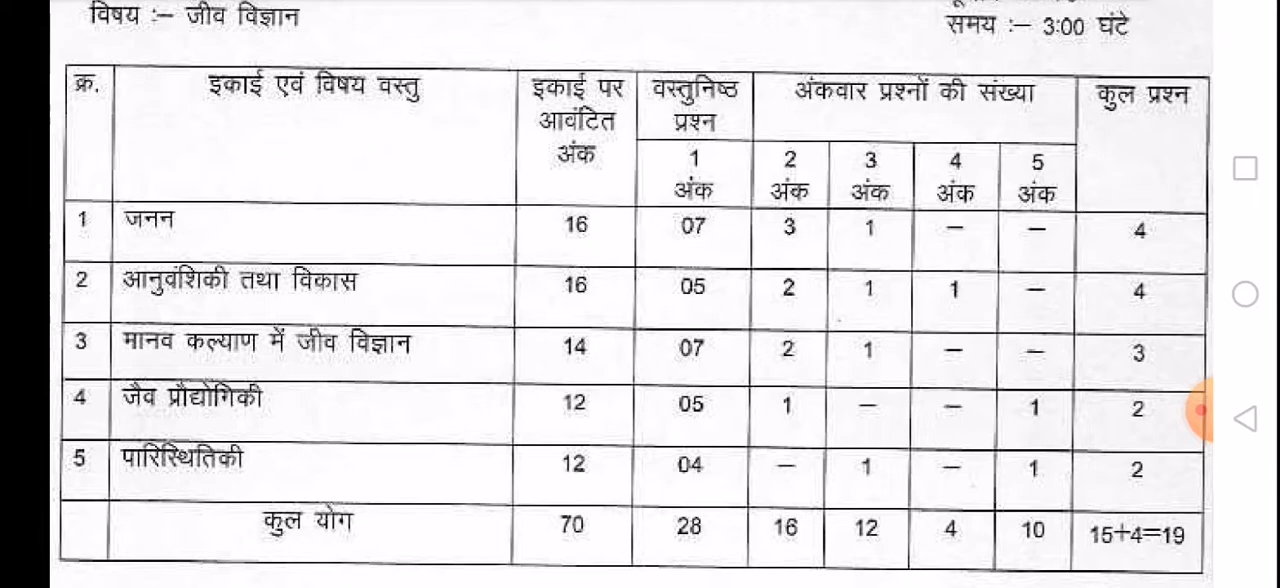 विषय :– जीव विज्ञान
समय :– 3:00 घंटे
क्र. इकाई एवं विषय वस्तु इकाई पर आवंटित अंक वस्तुनिष्ठ प्रश्न अंकवार प्रश्नों की संख्या कुल प्रश्न
1 अंक 2 अंक 3 अंक 4 अंक 5 अंक
1 जनन 16 07 3 1 – – 4
2 आनुवंशिकी तथा विकास 16 05 2 1 1 – 4
3 मानव कल्याण में जीव विज्ञान 14 07 2 1 – – 3
4 जैव प्रौद्योगिकी 12 05 1 – – 1 2
5 पारिस्थितिकी 12 04 – 1 – 1 2
कुल योग 70 28 16 12 4 10 15+4=19